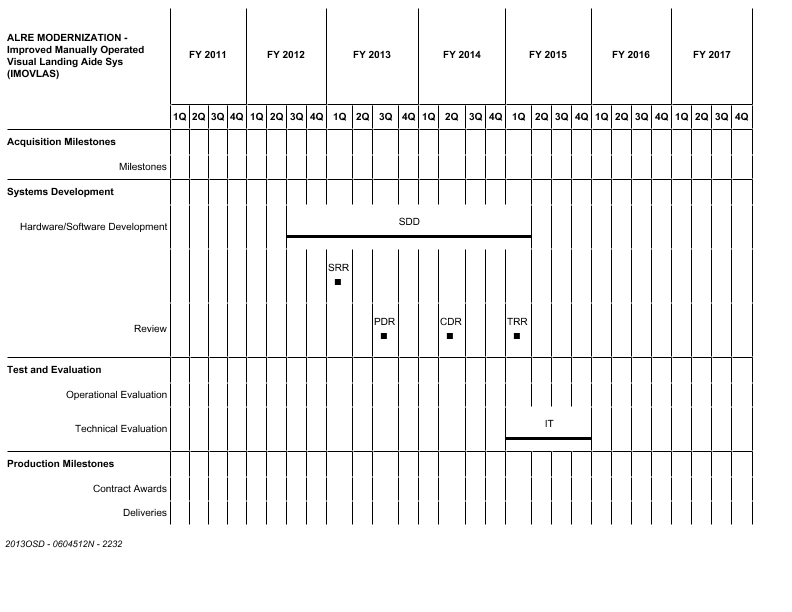 ALRE MODERNIZATION -
Improved Manually Operated
Visual Landing Aide Sys
(IMOVLAS)
FY 2011 FY 2012 FY 2013 FY 2014 FY 2015 FY 2016 FY 2017
1Q 2Q 3Q 4Q 1Q 2Q 3Q 4Q 1Q 2Q 3Q 4Q 1Q 2Q 3Q 4Q 1Q 2Q 3Q 4Q 1Q 2Q 3Q 4Q 1Q 2Q 3Q 4Q
Acquisition Milestones
Milestones
Systems Development
SDD
Hardware/Software Development
SRR
PDR CDR TRR
Review
Test and Evaluation
Operational Evaluation
IT
Technical Evaluation
Production Milestones
Contract Awards
Deliveries
2013OSD - 0604512N - 2232